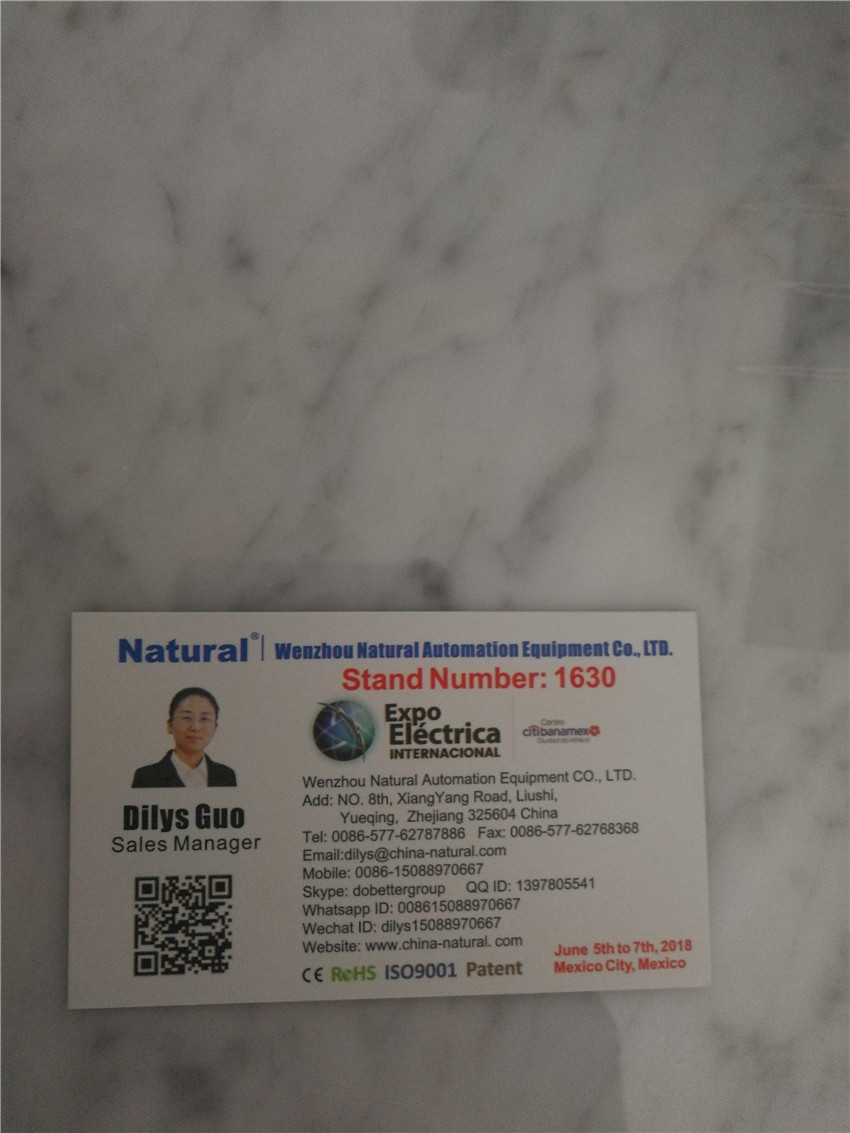 Natural® | Wenzhou Natural Automation Equipment Co., LTD.
Stand Number: 1630
Expo
Eléctrica
INTERNACIONAL
Centro
citibanamex
Ciudad de México
Dilys Guo
Sales Manager
Wenzhou Natural Automation Equipment CO., LTD.
Add: NO. 8th, XiangYang Road, Liushi,
Yueqing, Zhejiang 325604 China
Tel: 0086-577-62787886 Fax: 0086-577-62768368
Email:dilys@china-natural.com
Mobile: 0086-15088970667
Skype: dobettergroup QQ ID: 1397805541
Whatsapp ID: 008615088970667
Wechat ID: dilys15088970667
Website: www.china-natural. com
CE RoHS ISO9001 Patent
June 5th to 7th, 2018
Mexico City, Mexico